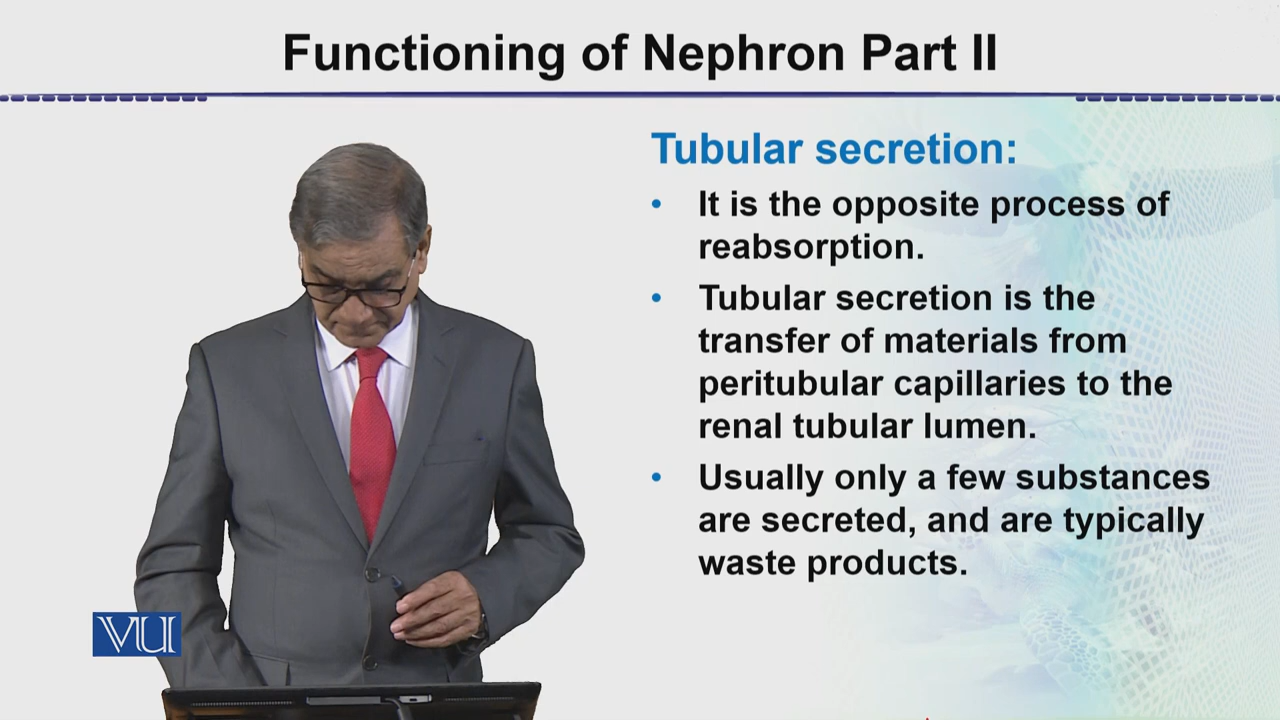 Functioning of Nephron Part II
Tubular secretion:
• It is the opposite process of
reabsorption.
• Tubular secretion is the
transfer of materials from
peritubular capillaries to the
renal tubular lumen.
• Usually only a few substances
are secreted, and are typically
waste products.
VU